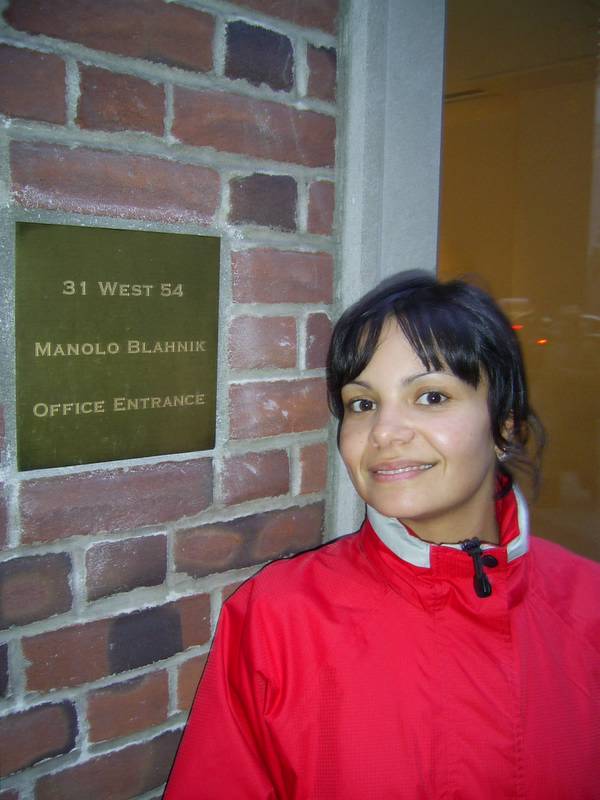 31 West 54
Manolo Blahnik
Office Entrance